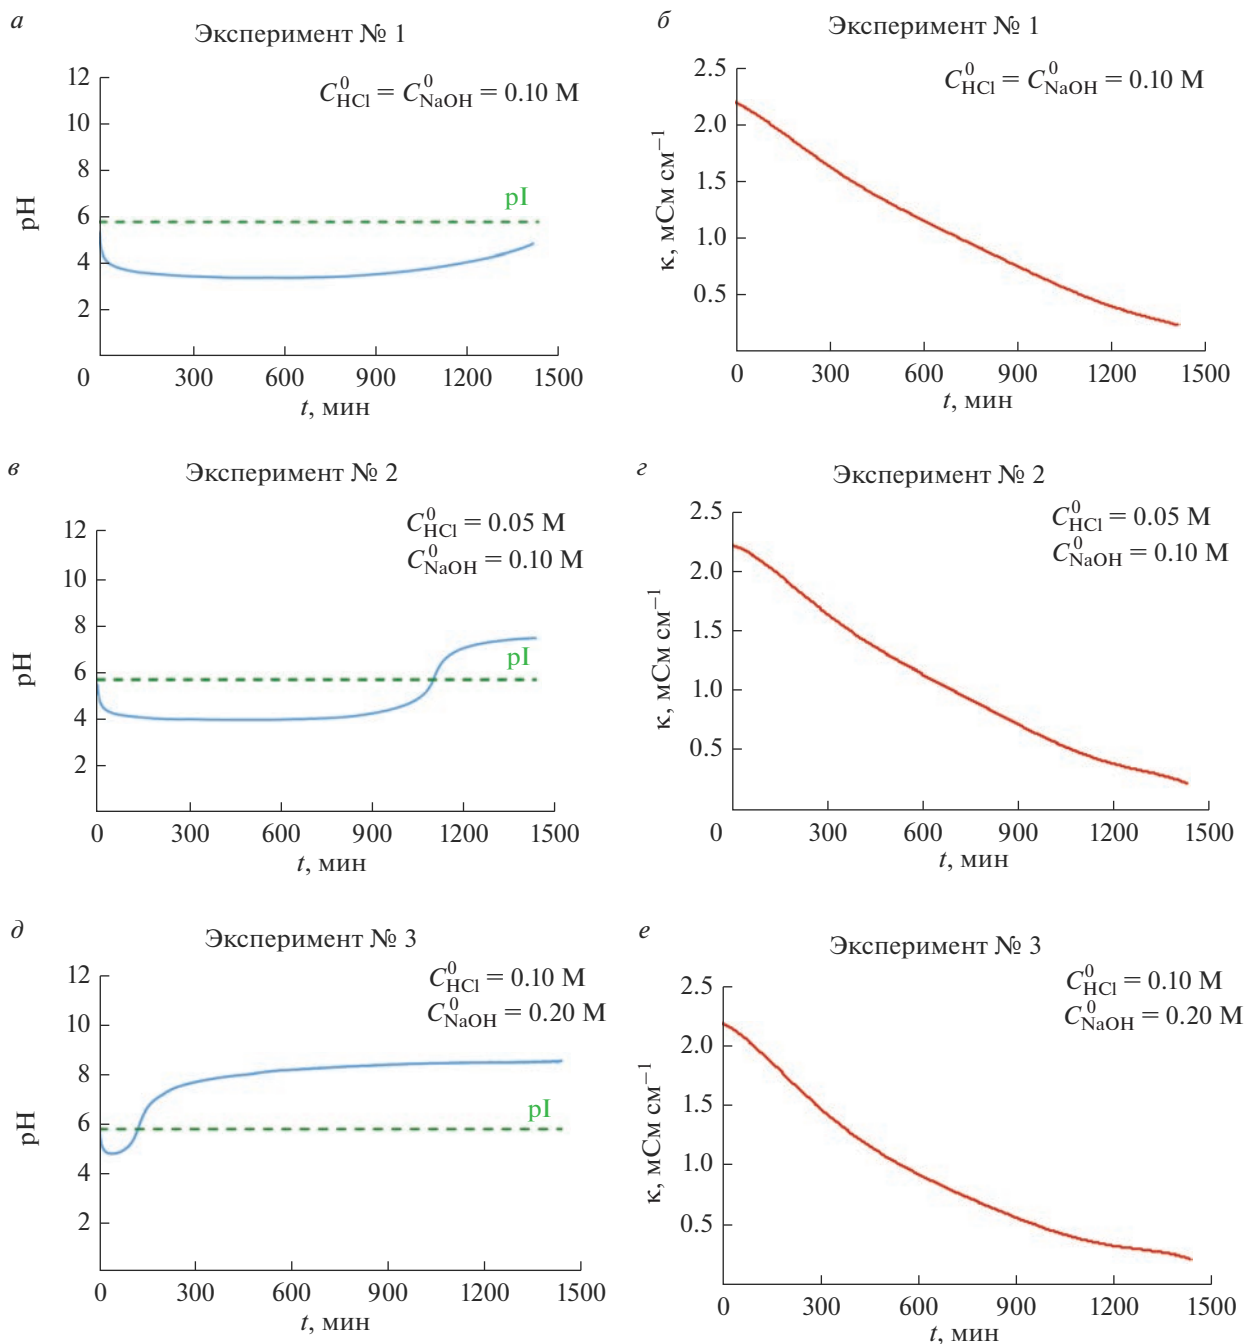 а
Эксперимент № 1
C⁰HCl = C⁰NaOH = 0.10 М
pH
12
10
8
6
4
2
pI
0 300 600 900 1200 1500
t, мин
б
Эксперимент № 1
C⁰HCl = C⁰NaOH = 0.10 М
κ, мСм см⁻¹
2.5
2.0
1.5
1.0
0.5
0 300 600 900 1200 1500
t, мин
в
Эксперимент № 2
C⁰HCl = 0.05 М
C⁰NaOH = 0.10 М
pH
12
10
8
6
4
2
pI
0 300 600 900 1200 1500
t, мин
г
Эксперимент № 2
C⁰HCl = 0.05 М
C⁰NaOH = 0.10 М
κ, мСм см⁻¹
2.5
2.0
1.5
1.0
0.5
0 300 600 900 1200 1500
t, мин
д
Эксперимент № 3
C⁰HCl = 0.10 М
C⁰NaOH = 0.20 М
pH
12
10
8
6
4
2
pI
0 300 600 900 1200 1500
t, мин
е
Эксперимент № 3
C⁰HCl = 0.10 М
C⁰NaOH = 0.20 М
κ, мСм см⁻¹
2.5
2.0
1.5
1.0
0.5
0 300 600 900 1200 1500
t, мин